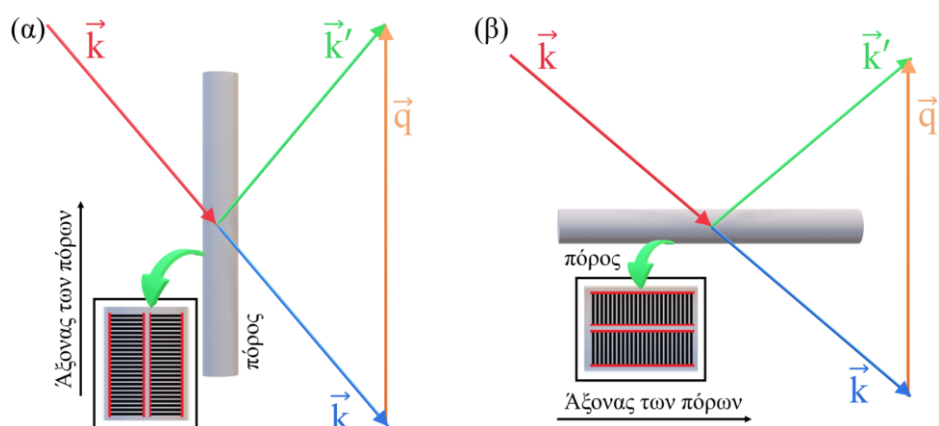 (α)
k⃗
k⃗′
q⃗
Άξονας των πόρων
πόρος
k⃗
(β)
k⃗
k⃗′
q⃗
πόρος
k⃗
Άξονας των πόρων